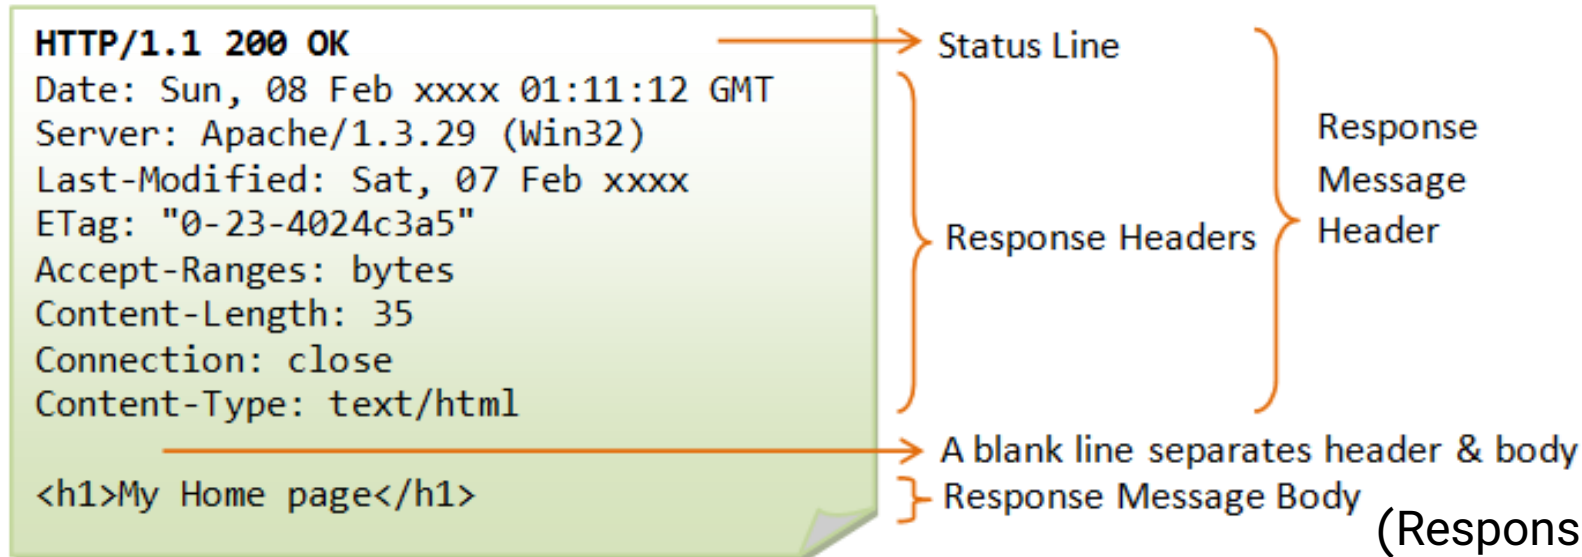 HTTP/1.1 200 OK
Date: Sun, 08 Feb xxxx 01:11:12 GMT
Server: Apache/1.3.29 (Win32)
Last-Modified: Sat, 07 Feb xxxx
ETag: "0-23-4024c3a5"
Accept-Ranges: bytes
Content-Length: 35
Connection: close
Content-Type: text/html
<h1>My Home page</h1>
Status Line
Response Headers
Response
Message
Header
A blank line separates header & body
Response Message Body
(Respons